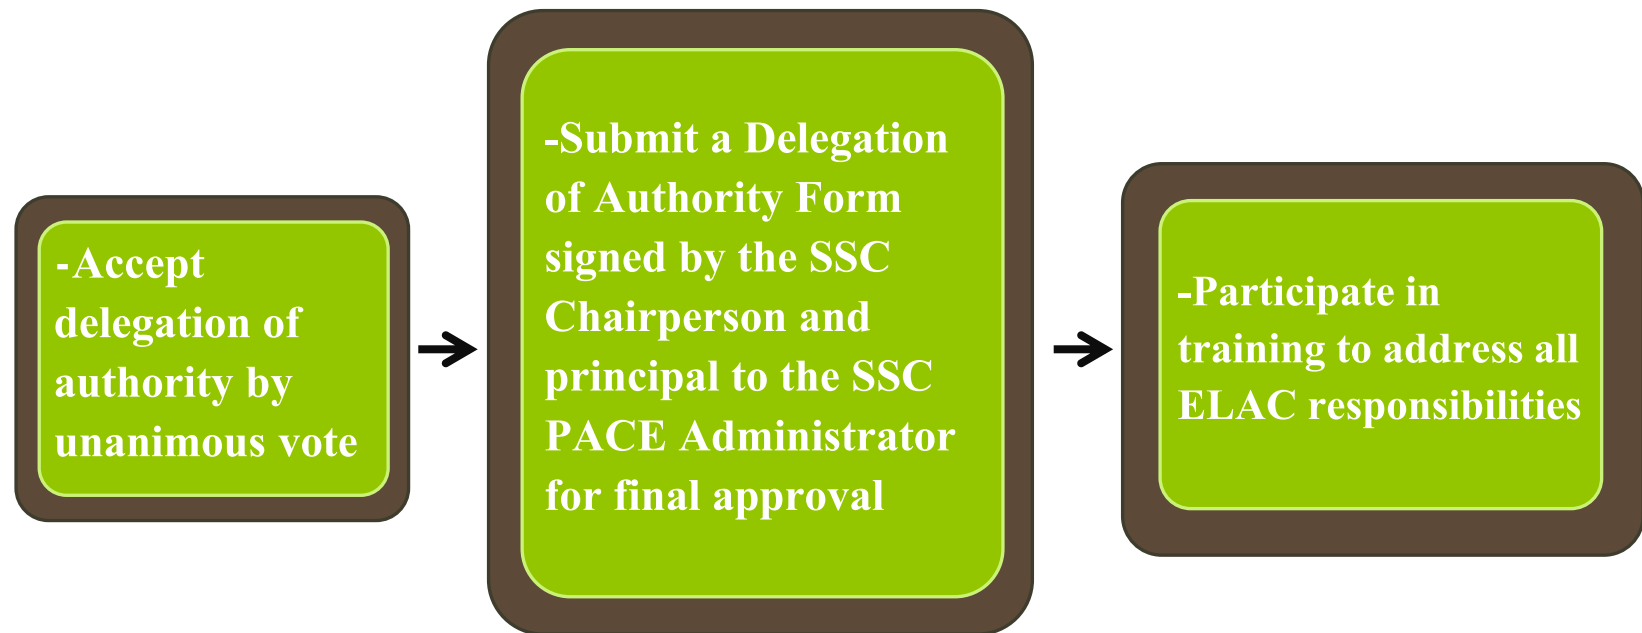 -Accept
delegation of
authority by
unanimous vote
-Submit a Delegation
of Authority Form
signed by the SSC
Chairperson and
principal to the SSC
PACE Administrator
for final approval
-Participate in
training to address all
ELAC responsibilities